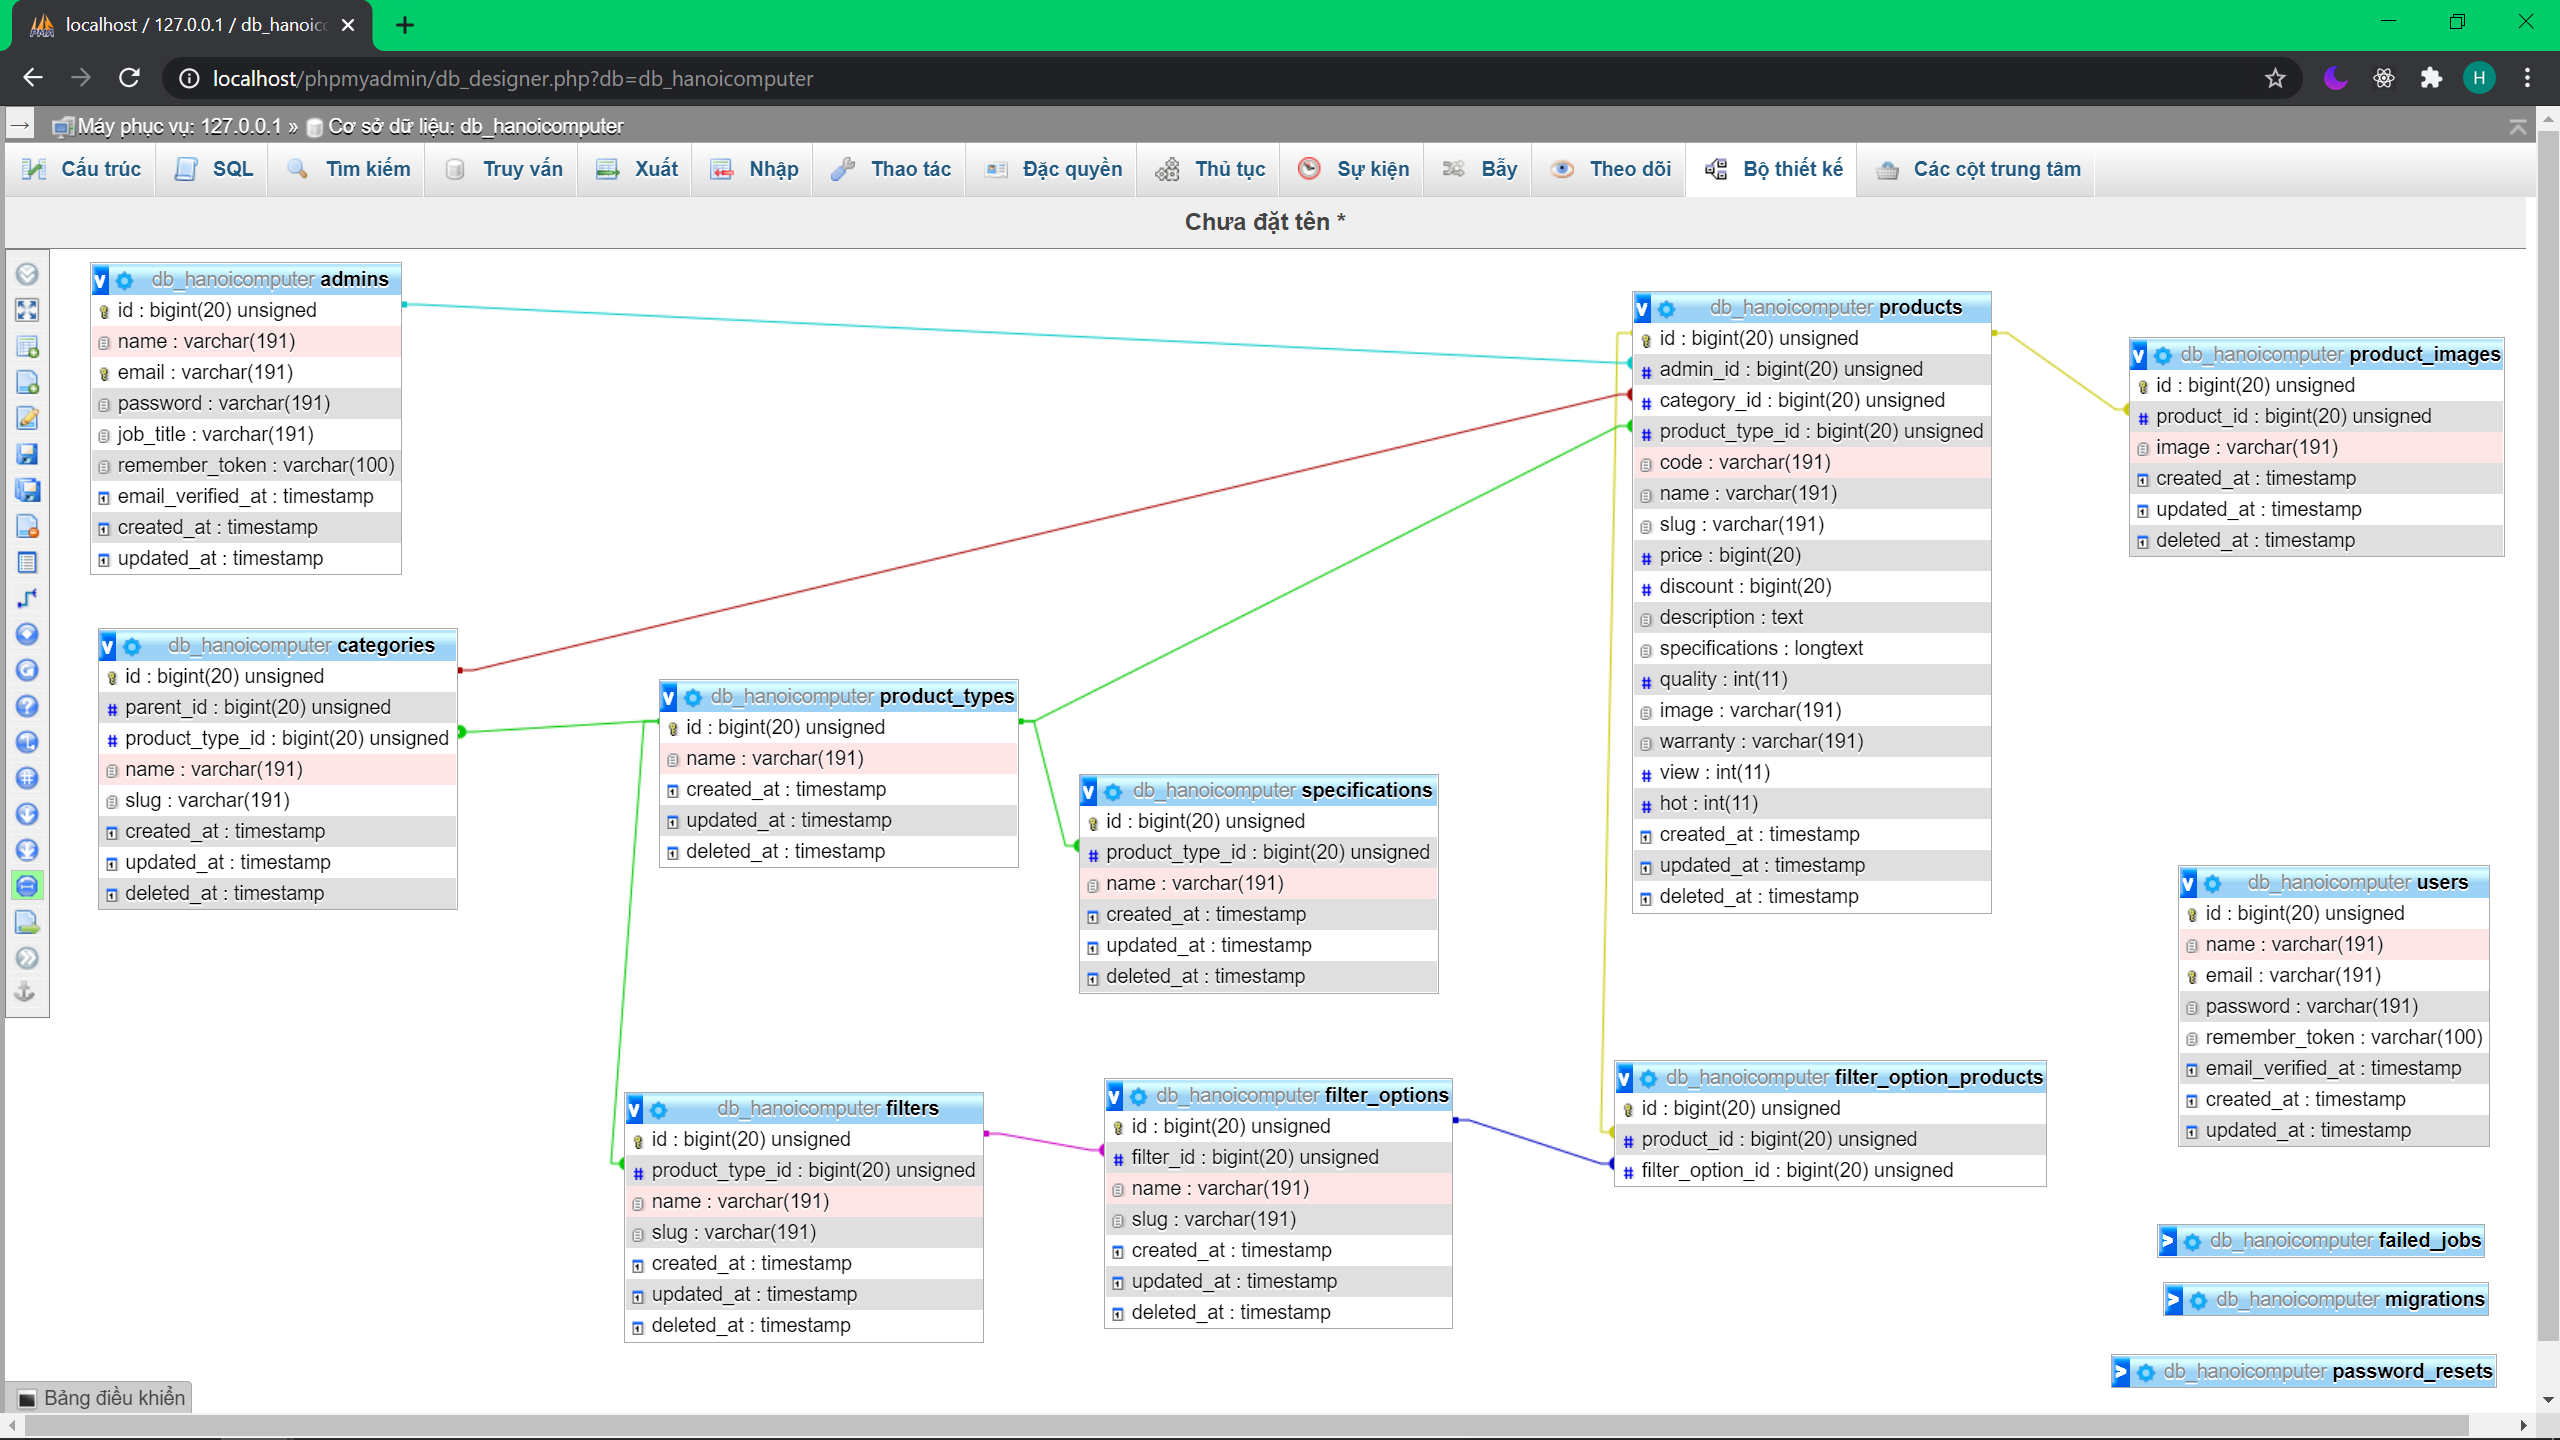 localhost / 127.0.0.1 / db_hanoic
localhost/phpmyadmin/db_designer.php?db=db_hanoicomputer
H
Máy phục vụ: 127.0.0.1 » Cơ sở dữ liệu: db_hanoicomputer
Cấu trúc SQL Tìm kiếm Truy vấn Xuất Nhập Thao tác Đặc quyền Thủ tục Sự kiện Bẫy Theo dõi Bộ thiết kế Các cột trung tâm
Chưa đặt tên *
db_hanoicomputer admins
id : bigint(20) unsigned
name : varchar(191)
email : varchar(191)
password : varchar(191)
job_title : varchar(191)
remember_token : varchar(100)
email_verified_at : timestamp
created_at : timestamp
updated_at : timestamp
db_hanoicomputer products
id : bigint(20) unsigned
admin_id : bigint(20) unsigned
category_id : bigint(20) unsigned
product_type_id : bigint(20) unsigned
code : varchar(191)
name : varchar(191)
slug : varchar(191)
price : bigint(20)
discount : bigint(20)
description : text
specifications : longtext
quality : int(11)
image : varchar(191)
warranty : varchar(191)
view : int(11)
hot : int(11)
created_at : timestamp
updated_at : timestamp
deleted_at : timestamp
db_hanoicomputer product_images
id : bigint(20) unsigned
product_id : bigint(20) unsigned
image : varchar(191)
created_at : timestamp
updated_at : timestamp
deleted_at : timestamp
db_hanoicomputer categories
id : bigint(20) unsigned
parent_id : bigint(20) unsigned
product_type_id : bigint(20) unsigned
name : varchar(191)
slug : varchar(191)
created_at : timestamp
updated_at : timestamp
deleted_at : timestamp
db_hanoicomputer product_types
id : bigint(20) unsigned
name : varchar(191)
created_at : timestamp
updated_at : timestamp
deleted_at : timestamp
db_hanoicomputer specifications
id : bigint(20) unsigned
product_type_id : bigint(20) unsigned
name : varchar(191)
created_at : timestamp
updated_at : timestamp
deleted_at : timestamp
db_hanoicomputer users
id : bigint(20) unsigned
name : varchar(191)
email : varchar(191)
password : varchar(191)
remember_token : varchar(100)
email_verified_at : timestamp
created_at : timestamp
updated_at : timestamp
db_hanoicomputer filters
id : bigint(20) unsigned
product_type_id : bigint(20) unsigned
name : varchar(191)
slug : varchar(191)
created_at : timestamp
updated_at : timestamp
deleted_at : timestamp
db_hanoicomputer filter_options
id : bigint(20) unsigned
filter_id : bigint(20) unsigned
name : varchar(191)
slug : varchar(191)
created_at : timestamp
updated_at : timestamp
deleted_at : timestamp
db_hanoicomputer filter_option_products
id : bigint(20) unsigned
product_id : bigint(20) unsigned
filter_option_id : bigint(20) unsigned
db_hanoicomputer failed_jobs
db_hanoicomputer migrations
db_hanoicomputer password_resets
Bảng điều khiển